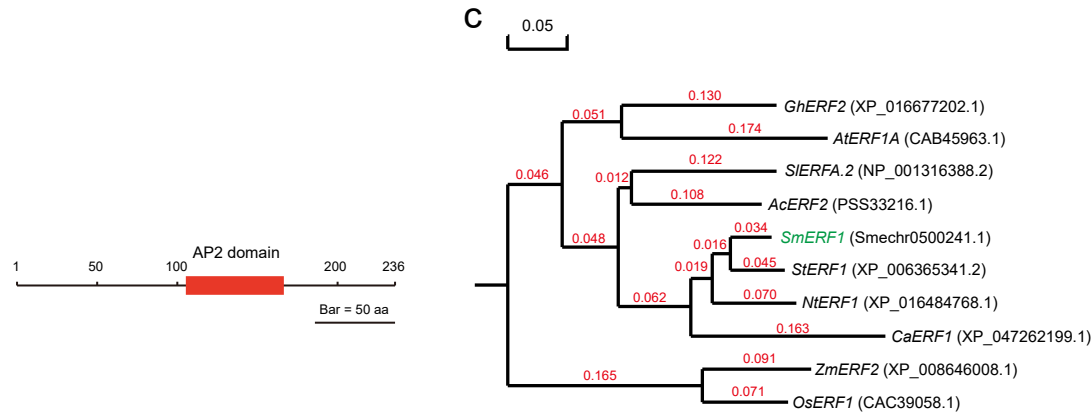 AP2 domain
1 50 100 200 236
Bar = 50 aa
C
0.05
0.130
GhERF2 (XP_016677202.1)
0.051
0.174
AtERF1A (CAB45963.1)
0.046
0.122
SlERFA.2 (NP_001316388.2)
0.012
0.108
AcERF2 (PSS33216.1)
0.048
0.034
SmERF1 (Smechr0500241.1)
0.016
0.045
StERF1 (XP_006365341.2)
0.019
0.070
NtERF1 (XP_016484768.1)
0.062
0.163
CaERF1 (XP_047262199.1)
0.091
ZmERF2 (XP_008646008.1)
0.165
0.071
OsERF1 (CAC39058.1)